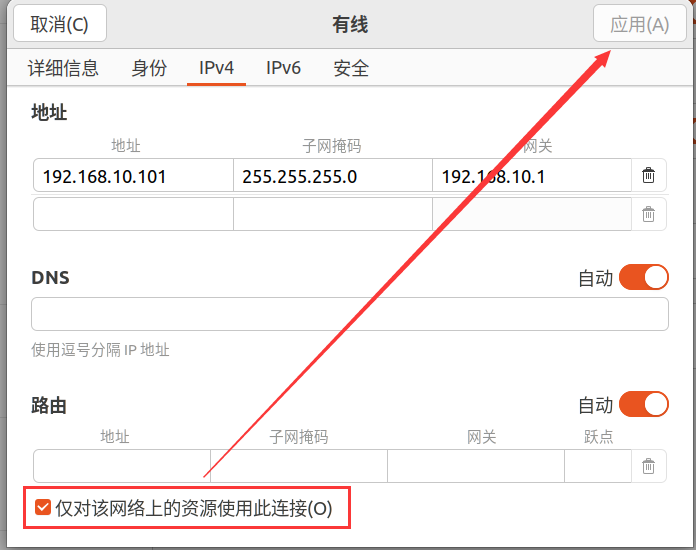 取消(C) 有线 应用(A)
详细信息 身份 IPv4 IPv6 安全
地址
地址 子网掩码 网关
192.168.10.101 255.255.255.0 192.168.10.1
DNS 自动
使用逗号分隔 IP 地址
路由 自动
地址 子网掩码 网关 跃点
仅对该网络上的资源使用此连接(O)